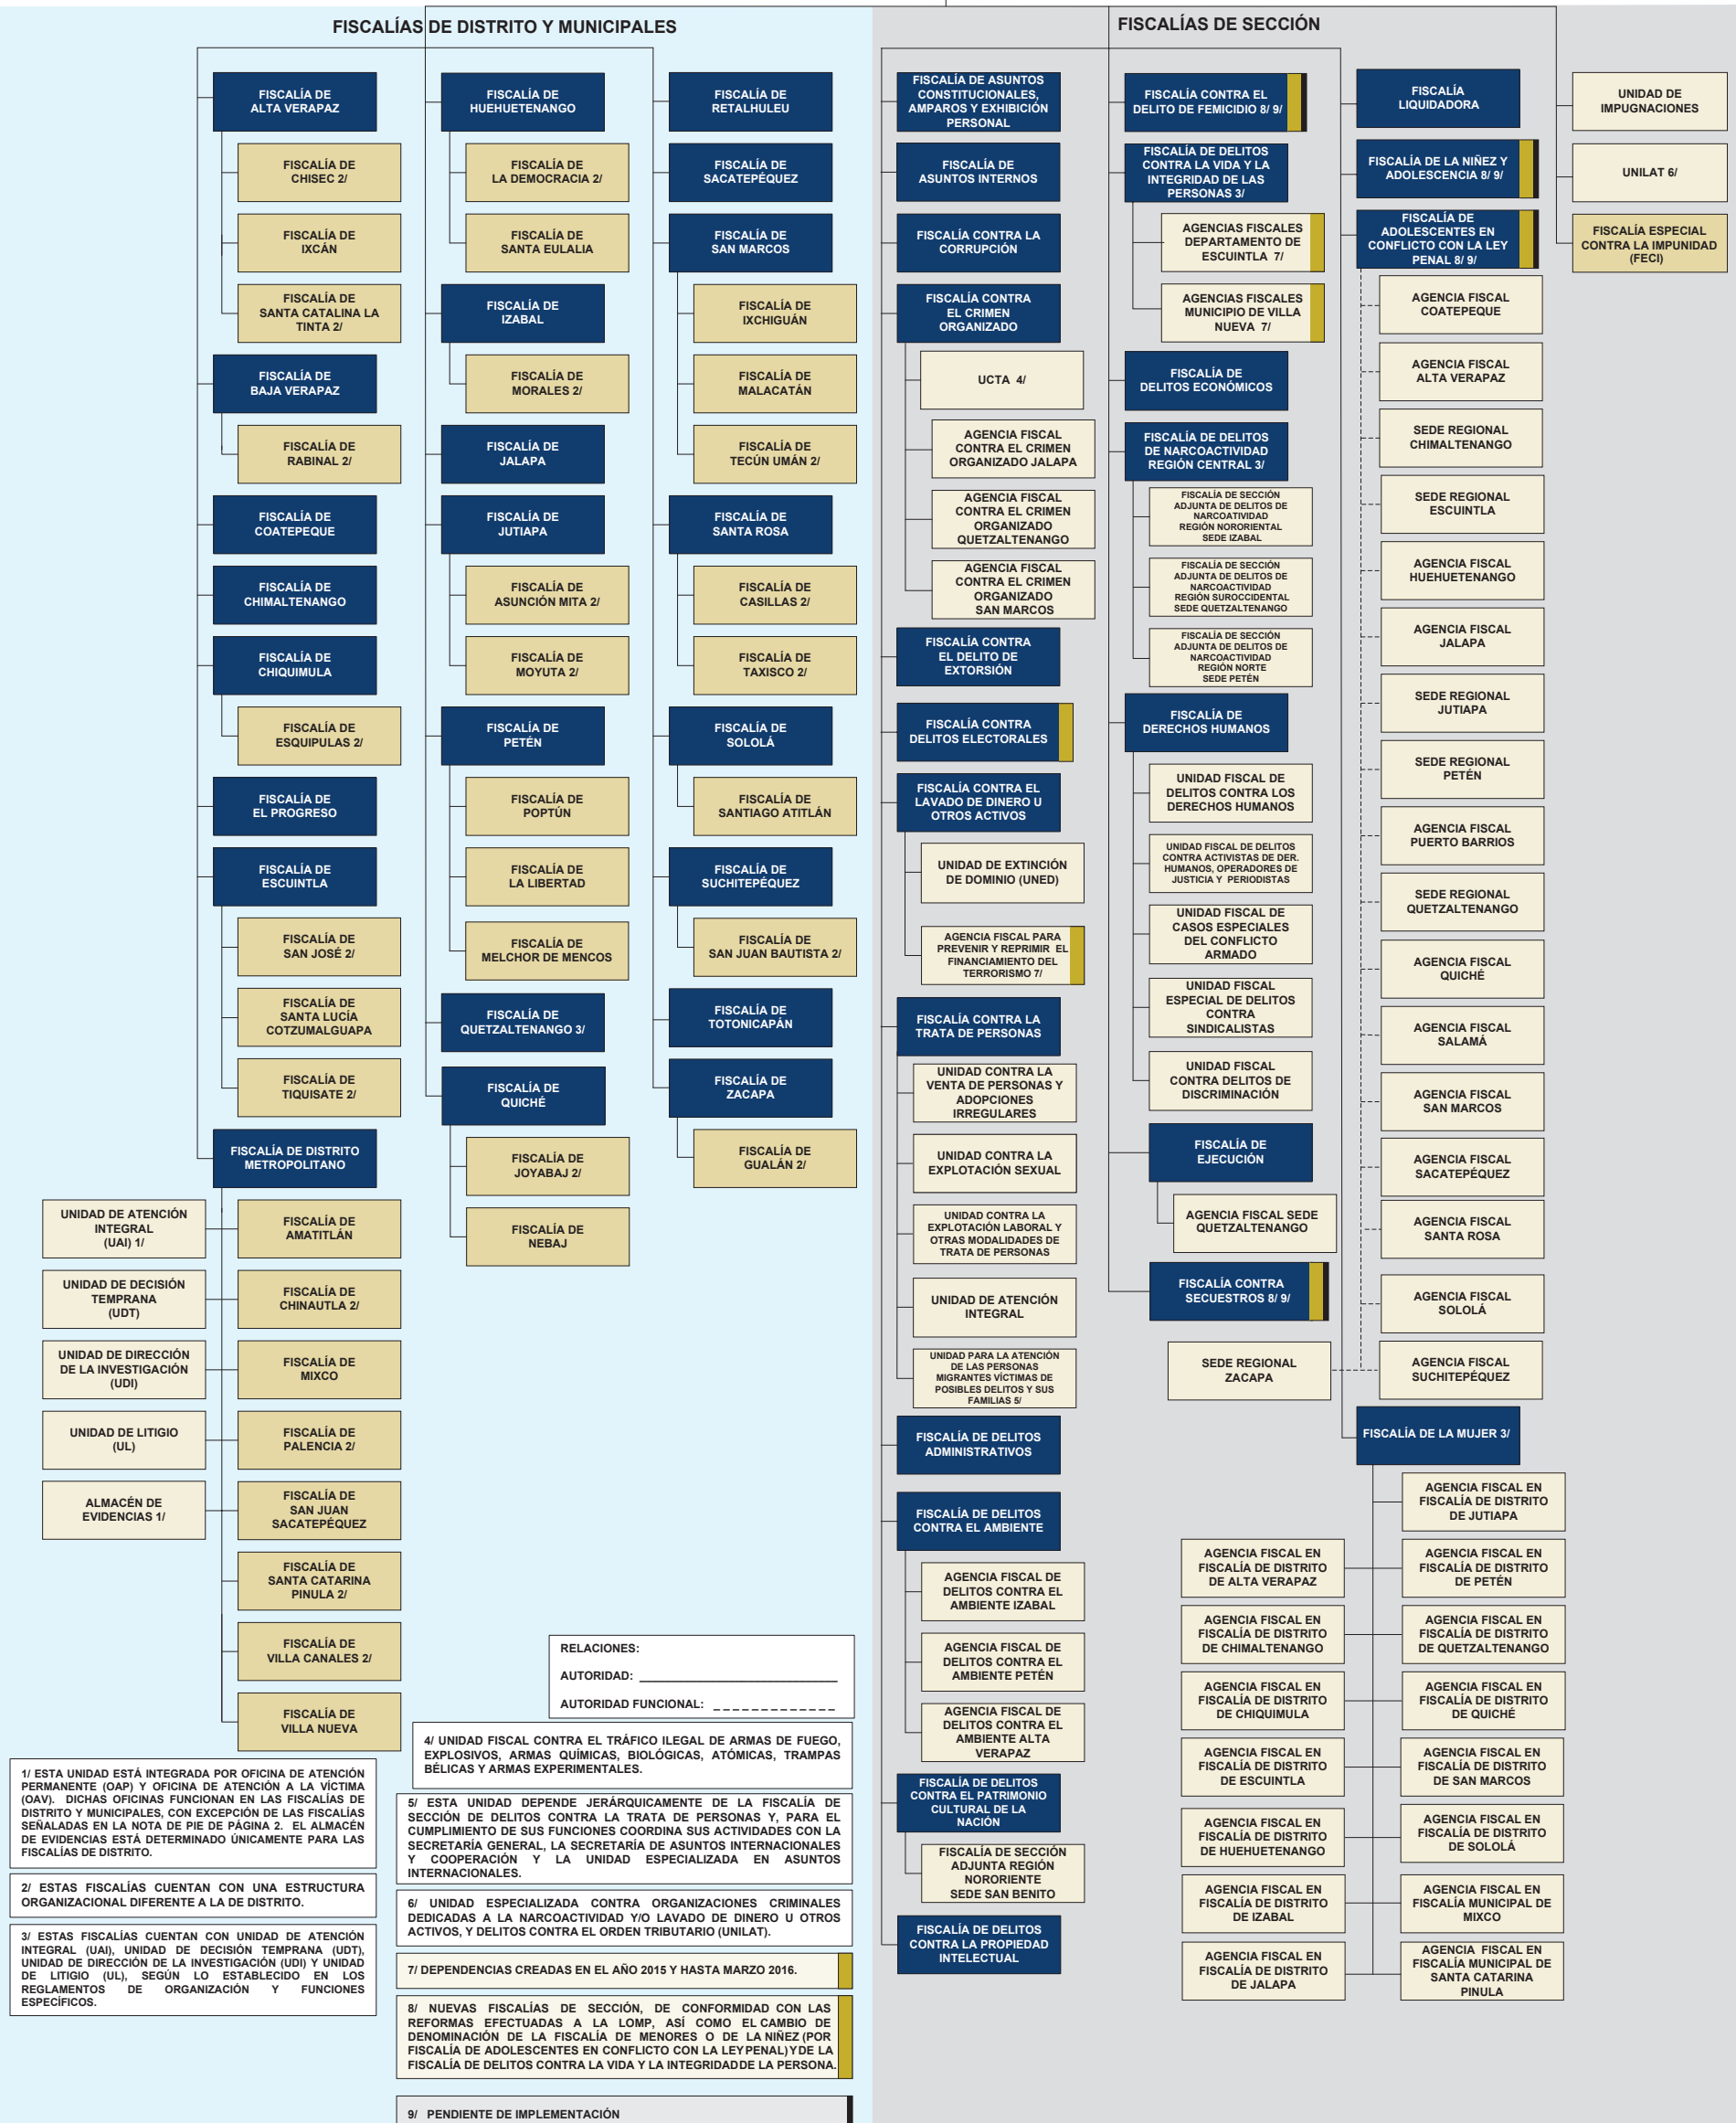 FISCALÍAS DE DISTRITO Y MUNICIPALES
FISCALÍA DE
ALTA VERAPAZ
FISCALÍA DE
CHISEC 2/
FISCALÍA DE
IXCÁN
FISCALÍA DE
SANTA CATALINA LA
TINTA 2/
FISCALÍA DE
BAJA VERAPAZ
FISCALÍA DE
RABINAL 2/
FISCALÍA DE
COATEPEQUE
FISCALÍA DE
CHIMALTENANGO
FISCALÍA DE
CHIQUIMULA
FISCALÍA DE
ESQUIPULAS 2/
FISCALÍA DE
EL PROGRESO
FISCALÍA DE
ESCUINTLA
FISCALÍA DE
SAN JOSÉ 2/
FISCALÍA DE
SANTA LUCÍA
COTZUMALGUAPA
FISCALÍA DE
TIQUISATE 2/
FISCALÍA DE DISTRITO
METROPOLITANO
UNIDAD DE ATENCIÓN
INTEGRAL
(UAI) 1/
UNIDAD DE DECISIÓN
TEMPRANA
(UDT)
UNIDAD DE DIRECCIÓN
DE LA INVESTIGACIÓN
(UDI)
UNIDAD DE LITIGIO
(UL)
ALMACÉN DE
EVIDENCIAS 1/
FISCALÍA DE
AMATITLÁN
FISCALÍA DE
CHINAUTLA 2/
FISCALÍA DE
MIXCO
FISCALÍA DE
PALENCIA 2/
FISCALÍA DE
SAN JUAN
SACATEPÉQUEZ
FISCALÍA DE
SANTA CATARINA
PINULA 2/
FISCALÍA DE
VILLA CANALES 2/
FISCALÍA DE
VILLA NUEVA
FISCALÍA DE
HUEHUETENANGO
FISCALÍA DE
LA DEMOCRACIA 2/
FISCALÍA DE
SANTA EULALIA
FISCALÍA DE
IZABAL
FISCALÍA DE
MORALES 2/
FISCALÍA DE
JALAPA
FISCALÍA DE
JUTIAPA
FISCALÍA DE
ASUNCIÓN MITA 2/
FISCALÍA DE
MOYUTA 2/
FISCALÍA DE
PETÉN
FISCALÍA DE
POPTÚN
FISCALÍA DE
LA LIBERTAD
FISCALÍA DE
MELCHOR DE MENCOS
FISCALÍA DE
QUETZALTENANGO 3/
FISCALÍA DE
QUICHÉ
FISCALÍA DE
JOYABAJ 2/
FISCALÍA DE
NEBAJ
FISCALÍA DE
RETALHULEU
FISCALÍA DE
SACATEPÉQUEZ
FISCALÍA DE
SAN MARCOS
FISCALÍA DE
IXCHIGUÁN
FISCALÍA DE
MALACATÁN
FISCALÍA DE
TECÚN UMÁN 2/
FISCALÍA DE
SANTA ROSA
FISCALÍA DE
CASILLAS 2/
FISCALÍA DE
TAXISCO 2/
FISCALÍA DE
SOLOLÁ
FISCALÍA DE
SANTIAGO ATITLÁN
FISCALÍA DE
SUCHITEPÉQUEZ
FISCALÍA DE
SAN JUAN BAUTISTA 2/
FISCALÍA DE
TOTONICAPÁN
FISCALÍA DE
ZACAPA
FISCALÍA DE
GUALÁN 2/
RELACIONES:
AUTORIDAD:
AUTORIDAD FUNCIONAL:
1/ ESTA UNIDAD ESTÁ INTEGRADA POR OFICINA DE ATENCIÓN
PERMANENTE (OAP) Y OFICINA DE ATENCIÓN A LA VÍCTIMA
(OAV). DICHAS OFICINAS FUNCIONAN EN LAS FISCALÍAS DE
DISTRITO Y MUNICIPALES, CON EXCEPCIÓN DE LAS FISCALÍAS
SEÑALADAS EN LA NOTA DE PIE DE PÁGINA 2. EL ALMACÉN
DE EVIDENCIAS ESTÁ DETERMINADO ÚNICAMENTE PARA LAS
FISCALÍAS DE DISTRITO.
2/ ESTAS FISCALÍAS CUENTAN CON UNA ESTRUCTURA
ORGANIZACIONAL DIFERENTE A LA DE DISTRITO.
3/ ESTAS FISCALÍAS CUENTAN CON UNIDAD DE ATENCIÓN
INTEGRAL (UAI), UNIDAD DE DECISIÓN TEMPRANA (UDT),
UNIDAD DE DIRECCIÓN DE LA INVESTIGACIÓN (UDI) Y UNIDAD
DE LITIGIO (UL), SEGÚN LO ESTABLECIDO EN LOS
REGLAMENTOS DE ORGANIZACIÓN Y FUNCIONES
ESPECÍFICOS.
4/ UNIDAD FISCAL CONTRA EL TRÁFICO ILEGAL DE ARMAS DE FUEGO,
EXPLOSIVOS, ARMAS QUÍMICAS, BIOLÓGICAS, ATÓMICAS, TRAMPAS
BÉLICAS Y ARMAS EXPERIMENTALES.
5/ ESTA UNIDAD DEPENDE JERÁRQUICAMENTE DE LA FISCALÍA DE
SECCIÓN DE DELITOS CONTRA LA TRATA DE PERSONAS Y, PARA EL
CUMPLIMIENTO DE SUS FUNCIONES COORDINA SUS ACTIVIDADES CON LA
SECRETARÍA GENERAL, LA SECRETARÍA DE ASUNTOS INTERNACIONALES
Y COOPERACIÓN Y LA UNIDAD ESPECIALIZADA EN ASUNTOS
INTERNACIONALES.
6/ UNIDAD ESPECIALIZADA CONTRA ORGANIZACIONES CRIMINALES
DEDICADAS A LA NARCOACTIVIDAD Y/O LAVADO DE DINERO U OTROS
ACTIVOS, Y DELITOS CONTRA EL ORDEN TRIBUTARIO (UNILAT).
7/ DEPENDENCIAS CREADAS EN EL AÑO 2015 Y HASTA MARZO 2016.
8/ NUEVAS FISCALÍAS DE SECCIÓN, DE CONFORMIDAD CON LAS
REFORMAS EFECTUADAS A LA LOMP, ASÍ COMO EL CAMBIO DE
DENOMINACIÓN DE LA FISCALÍA DE MENORES O DE LA NIÑEZ (POR
FISCALÍA DE ADOLESCENTES EN CONFLICTO CON LA LEY PENAL) Y DE LA
FISCALÍA DE DELITOS CONTRA LA VIDA Y LA INTEGRIDAD DE LA PERSONA.
9/ PENDIENTE DE IMPLEMENTACIÓN
FISCALÍAS DE SECCIÓN
FISCALÍA DE ASUNTOS
CONSTITUCIONALES,
AMPAROS Y EXHIBICIÓN
PERSONAL
FISCALÍA DE
ASUNTOS INTERNOS
FISCALÍA CONTRA LA
CORRUPCIÓN
FISCALÍA CONTRA
EL CRIMEN
ORGANIZADO
UCTA 4/
AGENCIA FISCAL
CONTRA EL CRIMEN
ORGANIZADO JALAPA
AGENCIA FISCAL
CONTRA EL CRIMEN
ORGANIZADO
QUETZALTENANGO
AGENCIA FISCAL
CONTRA EL CRIMEN
ORGANIZADO
SAN MARCOS
FISCALÍA CONTRA
EL DELITO DE
EXTORSIÓN
FISCALÍA CONTRA
DELITOS ELECTORALES
FISCALÍA CONTRA EL
LAVADO DE DINERO U
OTROS ACTIVOS
UNIDAD DE EXTINCIÓN
DE DOMINIO (UNED)
AGENCIA FISCAL PARA
PREVENIR Y REPRIMIR EL
FINANCIAMIENTO DEL
TERRORISMO 7/
FISCALÍA CONTRA LA
TRATA DE PERSONAS
UNIDAD CONTRA LA
VENTA DE PERSONAS Y
ADOPCIONES
IRREGULARES
UNIDAD CONTRA LA
EXPLOTACIÓN SEXUAL
UNIDAD CONTRA LA
EXPLOTACIÓN LABORAL Y
OTRAS MODALIDADES DE
TRATA DE PERSONAS
UNIDAD DE ATENCIÓN
INTEGRAL
UNIDAD PARA LA ATENCIÓN
DE LAS PERSONAS
MIGRANTES VÍCTIMAS DE
POSIBLES DELITOS Y SUS
FAMILIAS 5/
FISCALÍA DE DELITOS
ADMINISTRATIVOS
FISCALÍA DE DELITOS
CONTRA EL AMBIENTE
AGENCIA FISCAL DE
DELITOS CONTRA EL
AMBIENTE IZABAL
AGENCIA FISCAL DE
DELITOS CONTRA EL
AMBIENTE PETÉN
AGENCIA FISCAL DE
DELITOS CONTRA EL
AMBIENTE ALTA
VERAPAZ
FISCALÍA DE DELITOS
CONTRA EL PATRIMONIO
CULTURAL DE LA
NACIÓN
FISCALÍA DE SECCIÓN
ADJUNTA REGIÓN
NORORIENTE
SEDE SAN BENITO
FISCALÍA DE DELITOS
CONTRA LA PROPIEDAD
INTELECTUAL
FISCALÍA CONTRA EL
DELITO DE FEMICIDIO 8/ 9/
FISCALÍA DE DELITOS
CONTRA LA VIDA Y LA
INTEGRIDAD DE LAS
PERSONAS 3/
AGENCIAS FISCALES
DEPARTAMENTO DE
ESCUINTLA 7/
AGENCIAS FISCALES
MUNICIPIO DE VILLA
NUEVA 7/
FISCALÍA DE
DELITOS ECONÓMICOS
FISCALÍA DE DELITOS
DE NARCOACTIVIDAD
REGIÓN CENTRAL 3/
FISCALÍA DE SECCIÓN
ADJUNTA DE DELITOS DE
NARCOATIVIDAD
REGIÓN NORORIENTAL
SEDE IZABAL
FISCALÍA DE SECCIÓN
ADJUNTA DE DELITOS DE
NARCOACTIVIDAD
REGIÓN SUROCCIDENTAL
SEDE QUETZALTENANGO
FISCALÍA DE SECCIÓN
ADJUNTA DE DELITOS DE
NARCOACTIVIDAD
REGIÓN NORTE
SEDE PETÉN
FISCALÍA DE
DERECHOS HUMANOS
UNIDAD FISCAL DE
DELITOS CONTRA LOS
DERECHOS HUMANOS
UNIDAD FISCAL DE DELITOS
CONTRA ACTIVISTAS DE DER.
HUMANOS, OPERADORES DE
JUSTICIA Y PERIODISTAS
UNIDAD FISCAL DE
CASOS ESPECIALES
DEL CONFLICTO
ARMADO
UNIDAD FISCAL
ESPECIAL DE DELITOS
CONTRA
SINDICALISTAS
UNIDAD FISCAL
CONTRA DELITOS DE
DISCRIMINACIÓN
FISCALÍA DE
EJECUCIÓN
AGENCIA FISCAL SEDE
QUETZALTENANGO
FISCALÍA CONTRA
SECUESTROS 8/ 9/
FISCALÍA
LIQUIDADORA
FISCALÍA DE LA NIÑEZ Y
ADOLESCENCIA 8/ 9/
FISCALÍA DE
ADOLESCENTES EN
CONFLICTO CON LA LEY
PENAL 8/ 9/
AGENCIA FISCAL
COATEPEQUE
AGENCIA FISCAL
ALTA VERAPAZ
SEDE REGIONAL
CHIMALTENANGO
SEDE REGIONAL
ESCUINTLA
AGENCIA FISCAL
HUEHUETENANGO
AGENCIA FISCAL
JALAPA
SEDE REGIONAL
JUTIAPA
SEDE REGIONAL
PETÉN
AGENCIA FISCAL
PUERTO BARRIOS
SEDE REGIONAL
QUETZALTENANGO
AGENCIA FISCAL
QUICHÉ
AGENCIA FISCAL
SALAMÁ
AGENCIA FISCAL
SAN MARCOS
AGENCIA FISCAL
SACATEPÉQUEZ
AGENCIA FISCAL
SANTA ROSA
AGENCIA FISCAL
SOLOLÁ
SEDE REGIONAL
ZACAPA
AGENCIA FISCAL
SUCHITEPÉQUEZ
FISCALÍA DE LA MUJER 3/
AGENCIA FISCAL EN
FISCALÍA DE DISTRITO
DE JUTIAPA
AGENCIA FISCAL EN
FISCALÍA DE DISTRITO
DE ALTA VERAPAZ
AGENCIA FISCAL EN
FISCALÍA DE DISTRITO
DE PETÉN
AGENCIA FISCAL EN
FISCALÍA DE DISTRITO
DE CHIMALTENANGO
AGENCIA FISCAL EN
FISCALÍA DE DISTRITO
DE QUETZALTENANGO
AGENCIA FISCAL EN
FISCALÍA DE DISTRITO
DE CHIQUIMULA
AGENCIA FISCAL EN
FISCALÍA DE DISTRITO
DE QUICHÉ
AGENCIA FISCAL EN
FISCALÍA DE DISTRITO
DE ESCUINTLA
AGENCIA FISCAL EN
FISCALÍA DE DISTRITO
DE SAN MARCOS
AGENCIA FISCAL EN
FISCALÍA DE DISTRITO
DE HUEHUETENANGO
AGENCIA FISCAL EN
FISCALÍA DE DISTRITO
DE SOLOLÁ
AGENCIA FISCAL EN
FISCALÍA DE DISTRITO
DE IZABAL
AGENCIA FISCAL EN
FISCALÍA MUNICIPAL DE
MIXCO
AGENCIA FISCAL EN
FISCALÍA DE DISTRITO
DE JALAPA
AGENCIA FISCAL EN
FISCALÍA MUNICIPAL DE
SANTA CATARINA
PINULA
UNIDAD DE
IMPUGNACIONES
UNILAT 6/
FISCALÍA ESPECIAL
CONTRA LA IMPUNIDAD
(FECI)